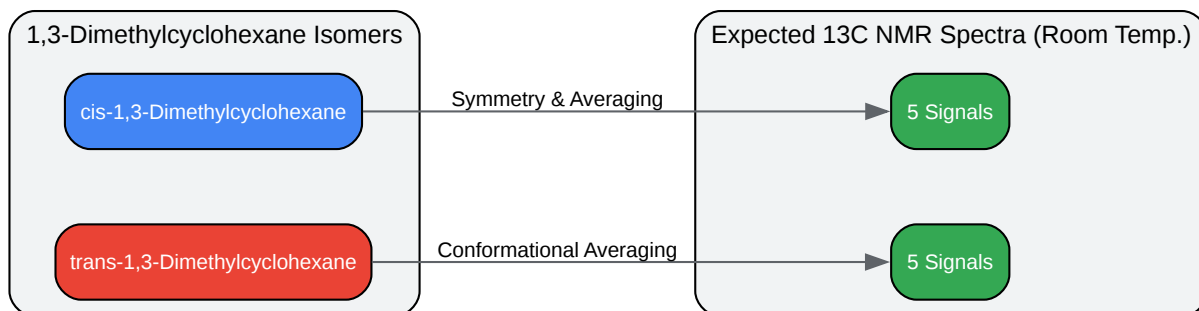 1,3-Dimethylcyclohexane Isomers
Expected 13C NMR Spectra (Room Temp.)
cis-1,3-Dimethylcyclohexane
Symmetry & Averaging
5 Signals
trans-1,3-Dimethylcyclohexane
Conformational Averaging
5 Signals